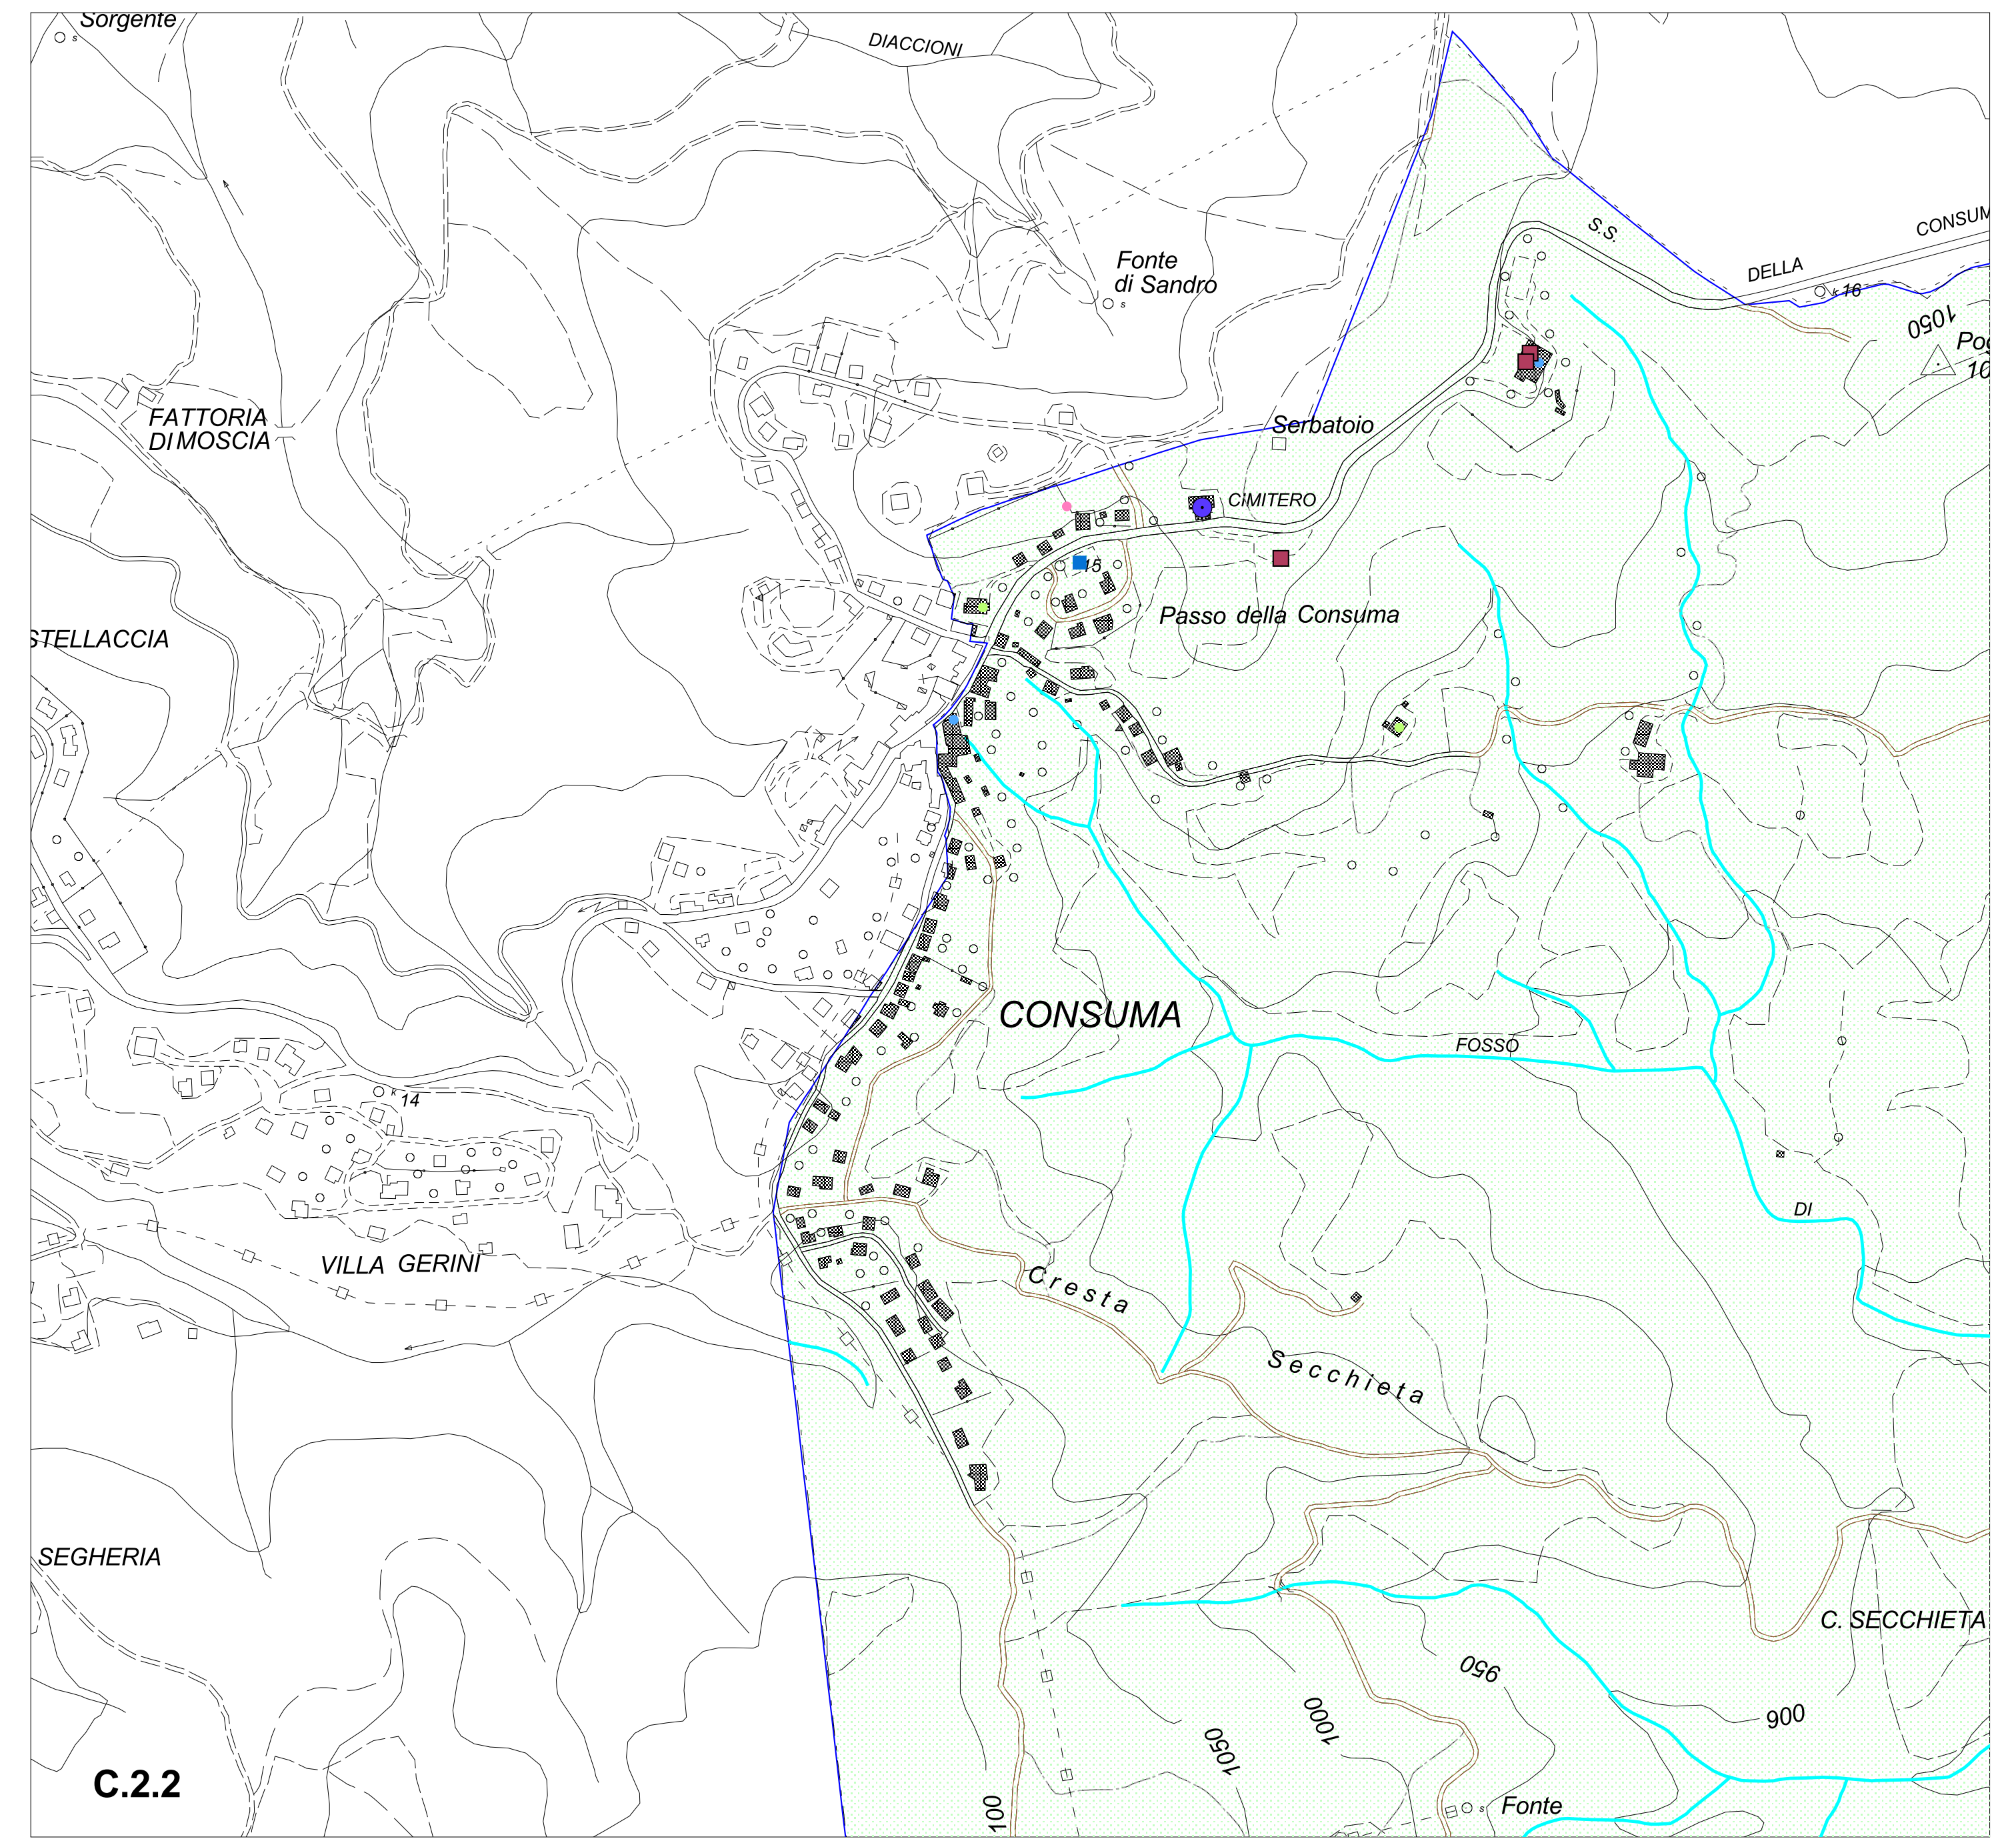 Sorgente
s
DIACCIONI
S.S.
CONSUM
DELLA
k 16
1050
Fonte
di Sandro
s
Pog
10
FATTORIA
DI MOSCIA
Serbatoio
CiMITERO
15
Passo della Consuma
STELLACCIA
CONSUMA
FOSSO
k 14
DI
VILLA GERINI
Cresta
Secchieta
SEGHERIA
C. SECCHIETA
950
900
1000
1050
C.2.2
100
s Fonte